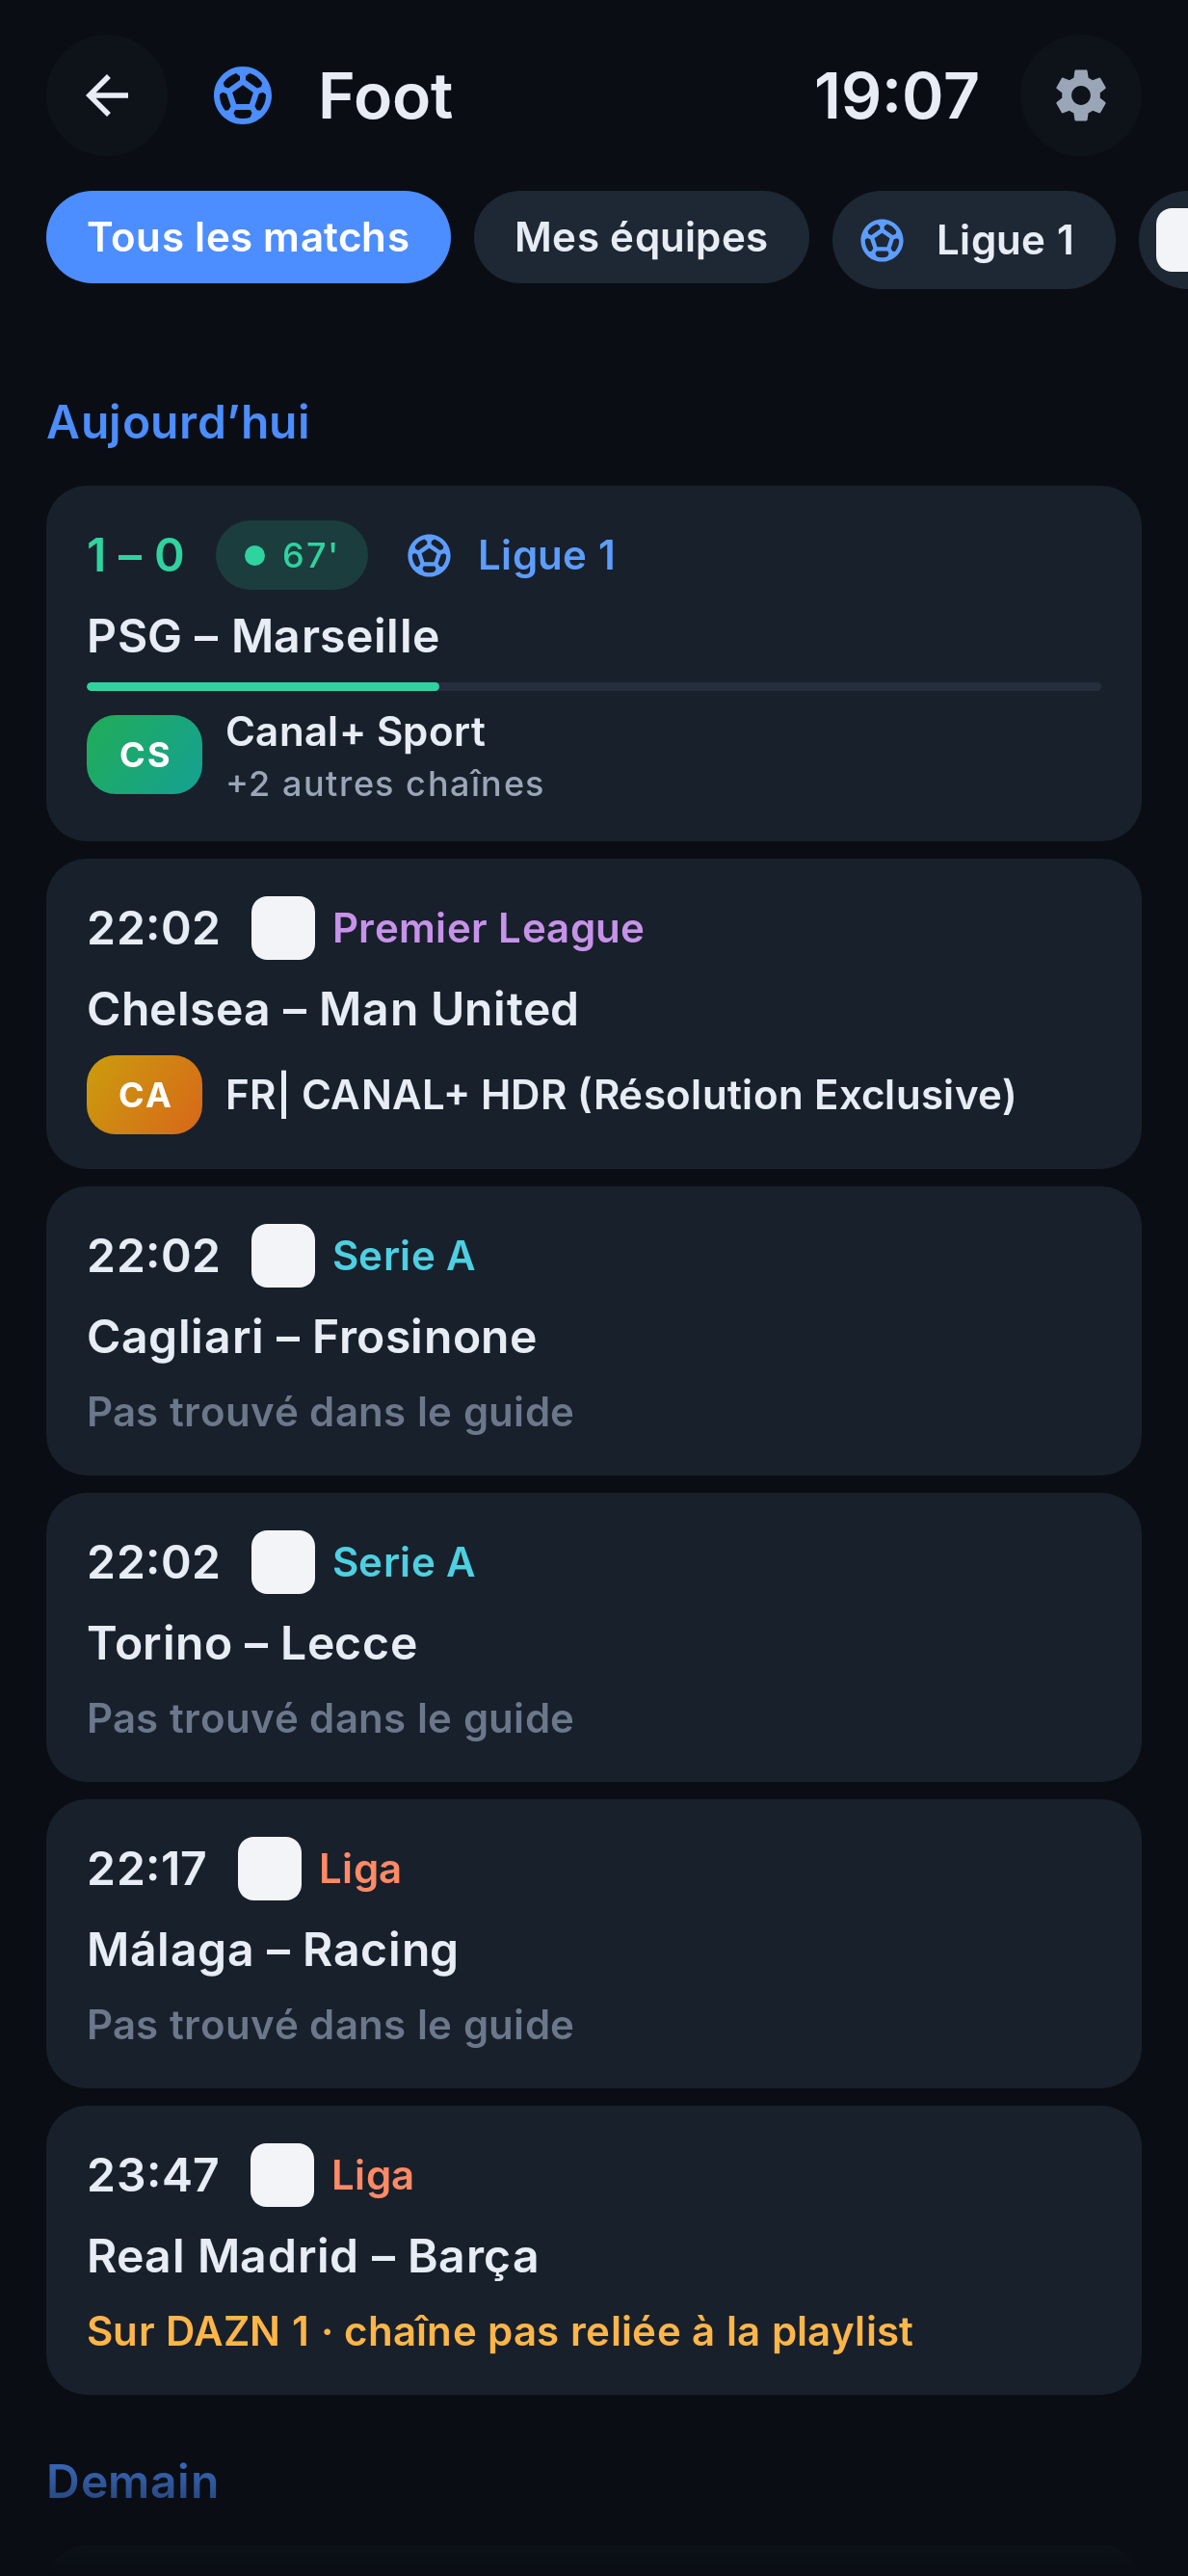 Foot
19:07
Tous les matchs
Mes équipes
Ligue 1
Aujourd’hui
1 – 0
67'
Ligue 1
PSG – Marseille
CS
Canal+ Sport
+2 autres chaînes
22:02
Premier League
Chelsea – Man United
CA
FR| CANAL+ HDR (Résolution Exclusive)
22:02
Serie A
Cagliari – Frosinone
Pas trouvé dans le guide
22:02
Serie A
Torino – Lecce
Pas trouvé dans le guide
22:17
Liga
Málaga – Racing
Pas trouvé dans le guide
23:47
Liga
Real Madrid – Barça
Sur DAZN 1 · chaîne pas reliée à la playlist
Demain